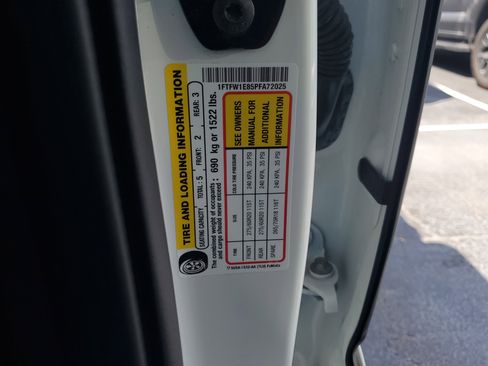 1FTFW1E85PFA72025
TIRE AND LOADING INFORMATION
SEATING CAPACITY TOTAL: 5 FRONT: 2 REAR: 3
The combined weight of occupants
and cargo should never exceed : 690 kg or 1522 lbs.
TIRE SIZE COLD TIRE PRESSURE
FRONT 275/60R20 115T 240 KPA, 35 PSI
REAR 275/60R20 115T 240 KPA, 35 PSI
SPARE 265/70R18 116T 240 KPA, 35 PSI
SEE OWNERS
MANUAL FOR
ADDITIONAL
INFORMATION